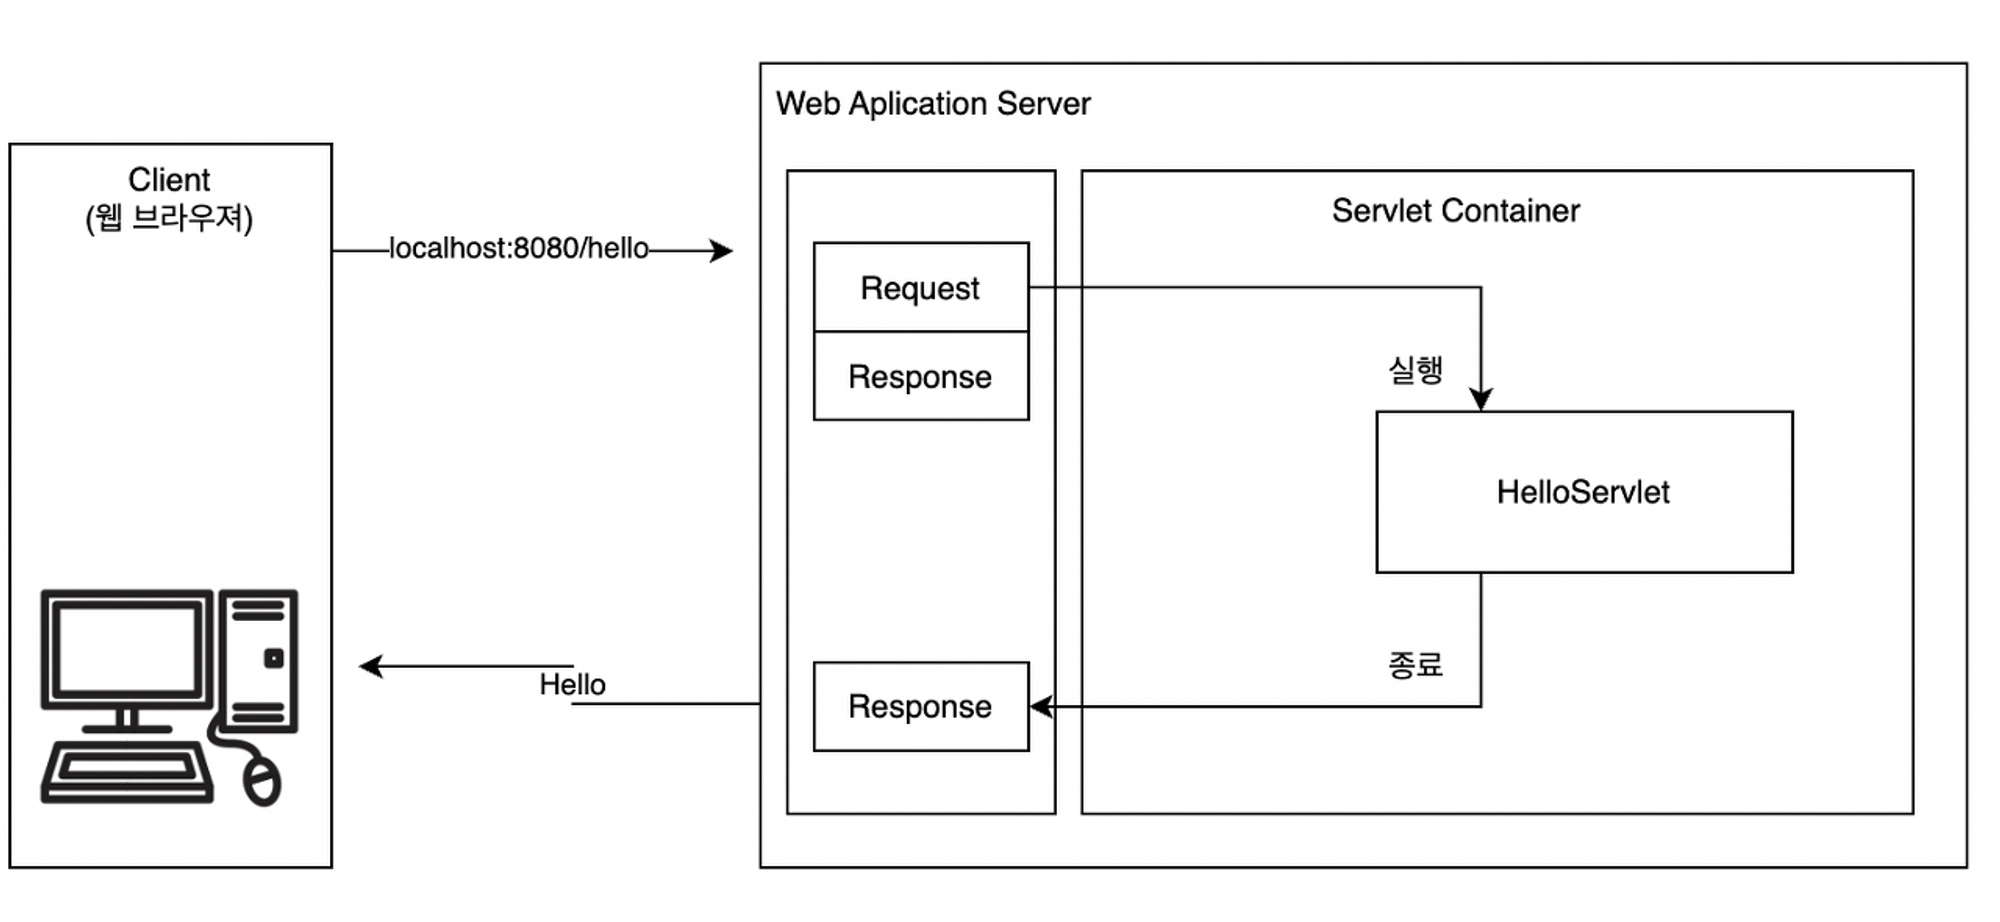 Web Aplication Server
Client
(웹 브라우져)
localhost:8080/hello
Servlet Container
Request
Response
실행
HelloServlet
종료
Hello
Response